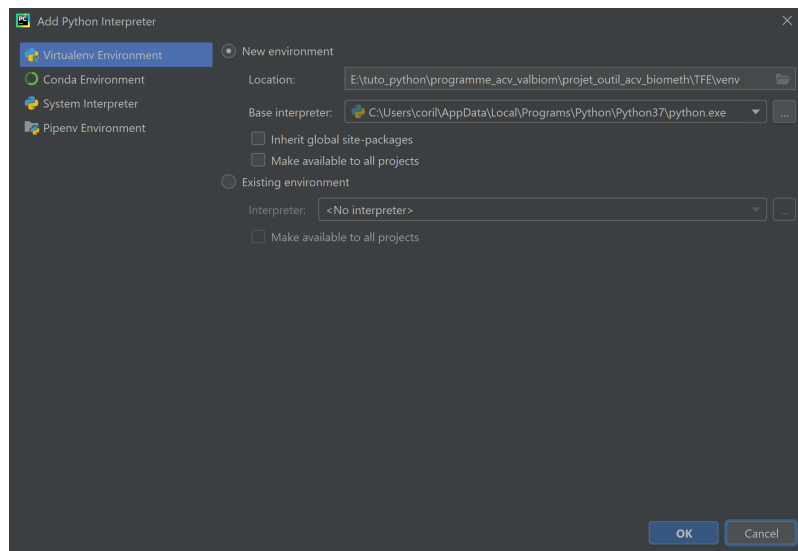 PC
Add Python Interpreter
Virtualenv Environment
Conda Environment
System Interpreter
Pipenv Environment
New environment
Location: E:\tuto_python\programme_acv_valbiom\projet_outil_acv_biometh\TFE\venv
Base interpreter: C:\Users\coril\AppData\Local\Programs\Python\Python37\python.exe ...
Inherit global site-packages
Make available to all projects
Existing environment
Interpreter: <No interpreter> ...
Make available to all projects
OK Cancel